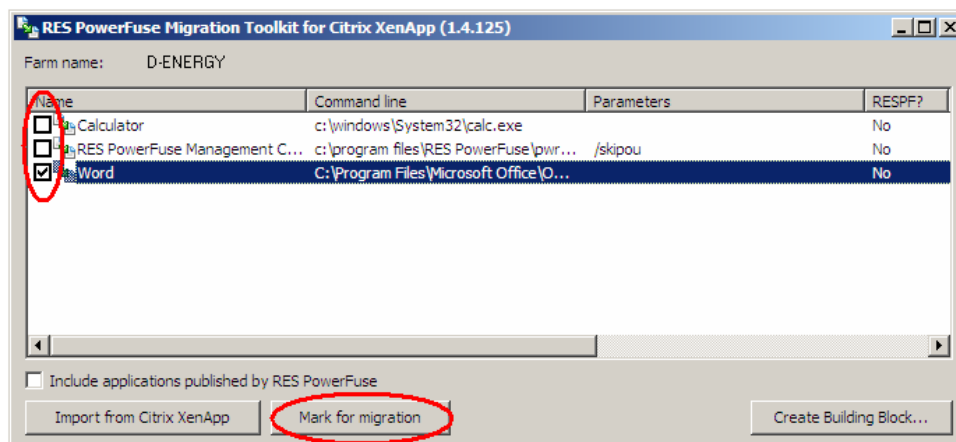 RES PowerFuse Migration Toolkit for Citrix XenApp (1.4.125)
Farm name: D-ENERGY
Name Command line Parameters RESPF?
Calculator c:\windows\System32\calc.exe No
RES PowerFuse Management C... c:\program files\RES PowerFuse\pwr... /skipou No
Word C:\Program Files\Microsoft Office\O... No
Include applications published by RES PowerFuse
Import from Citrix XenApp Mark for migration Create Building Block...